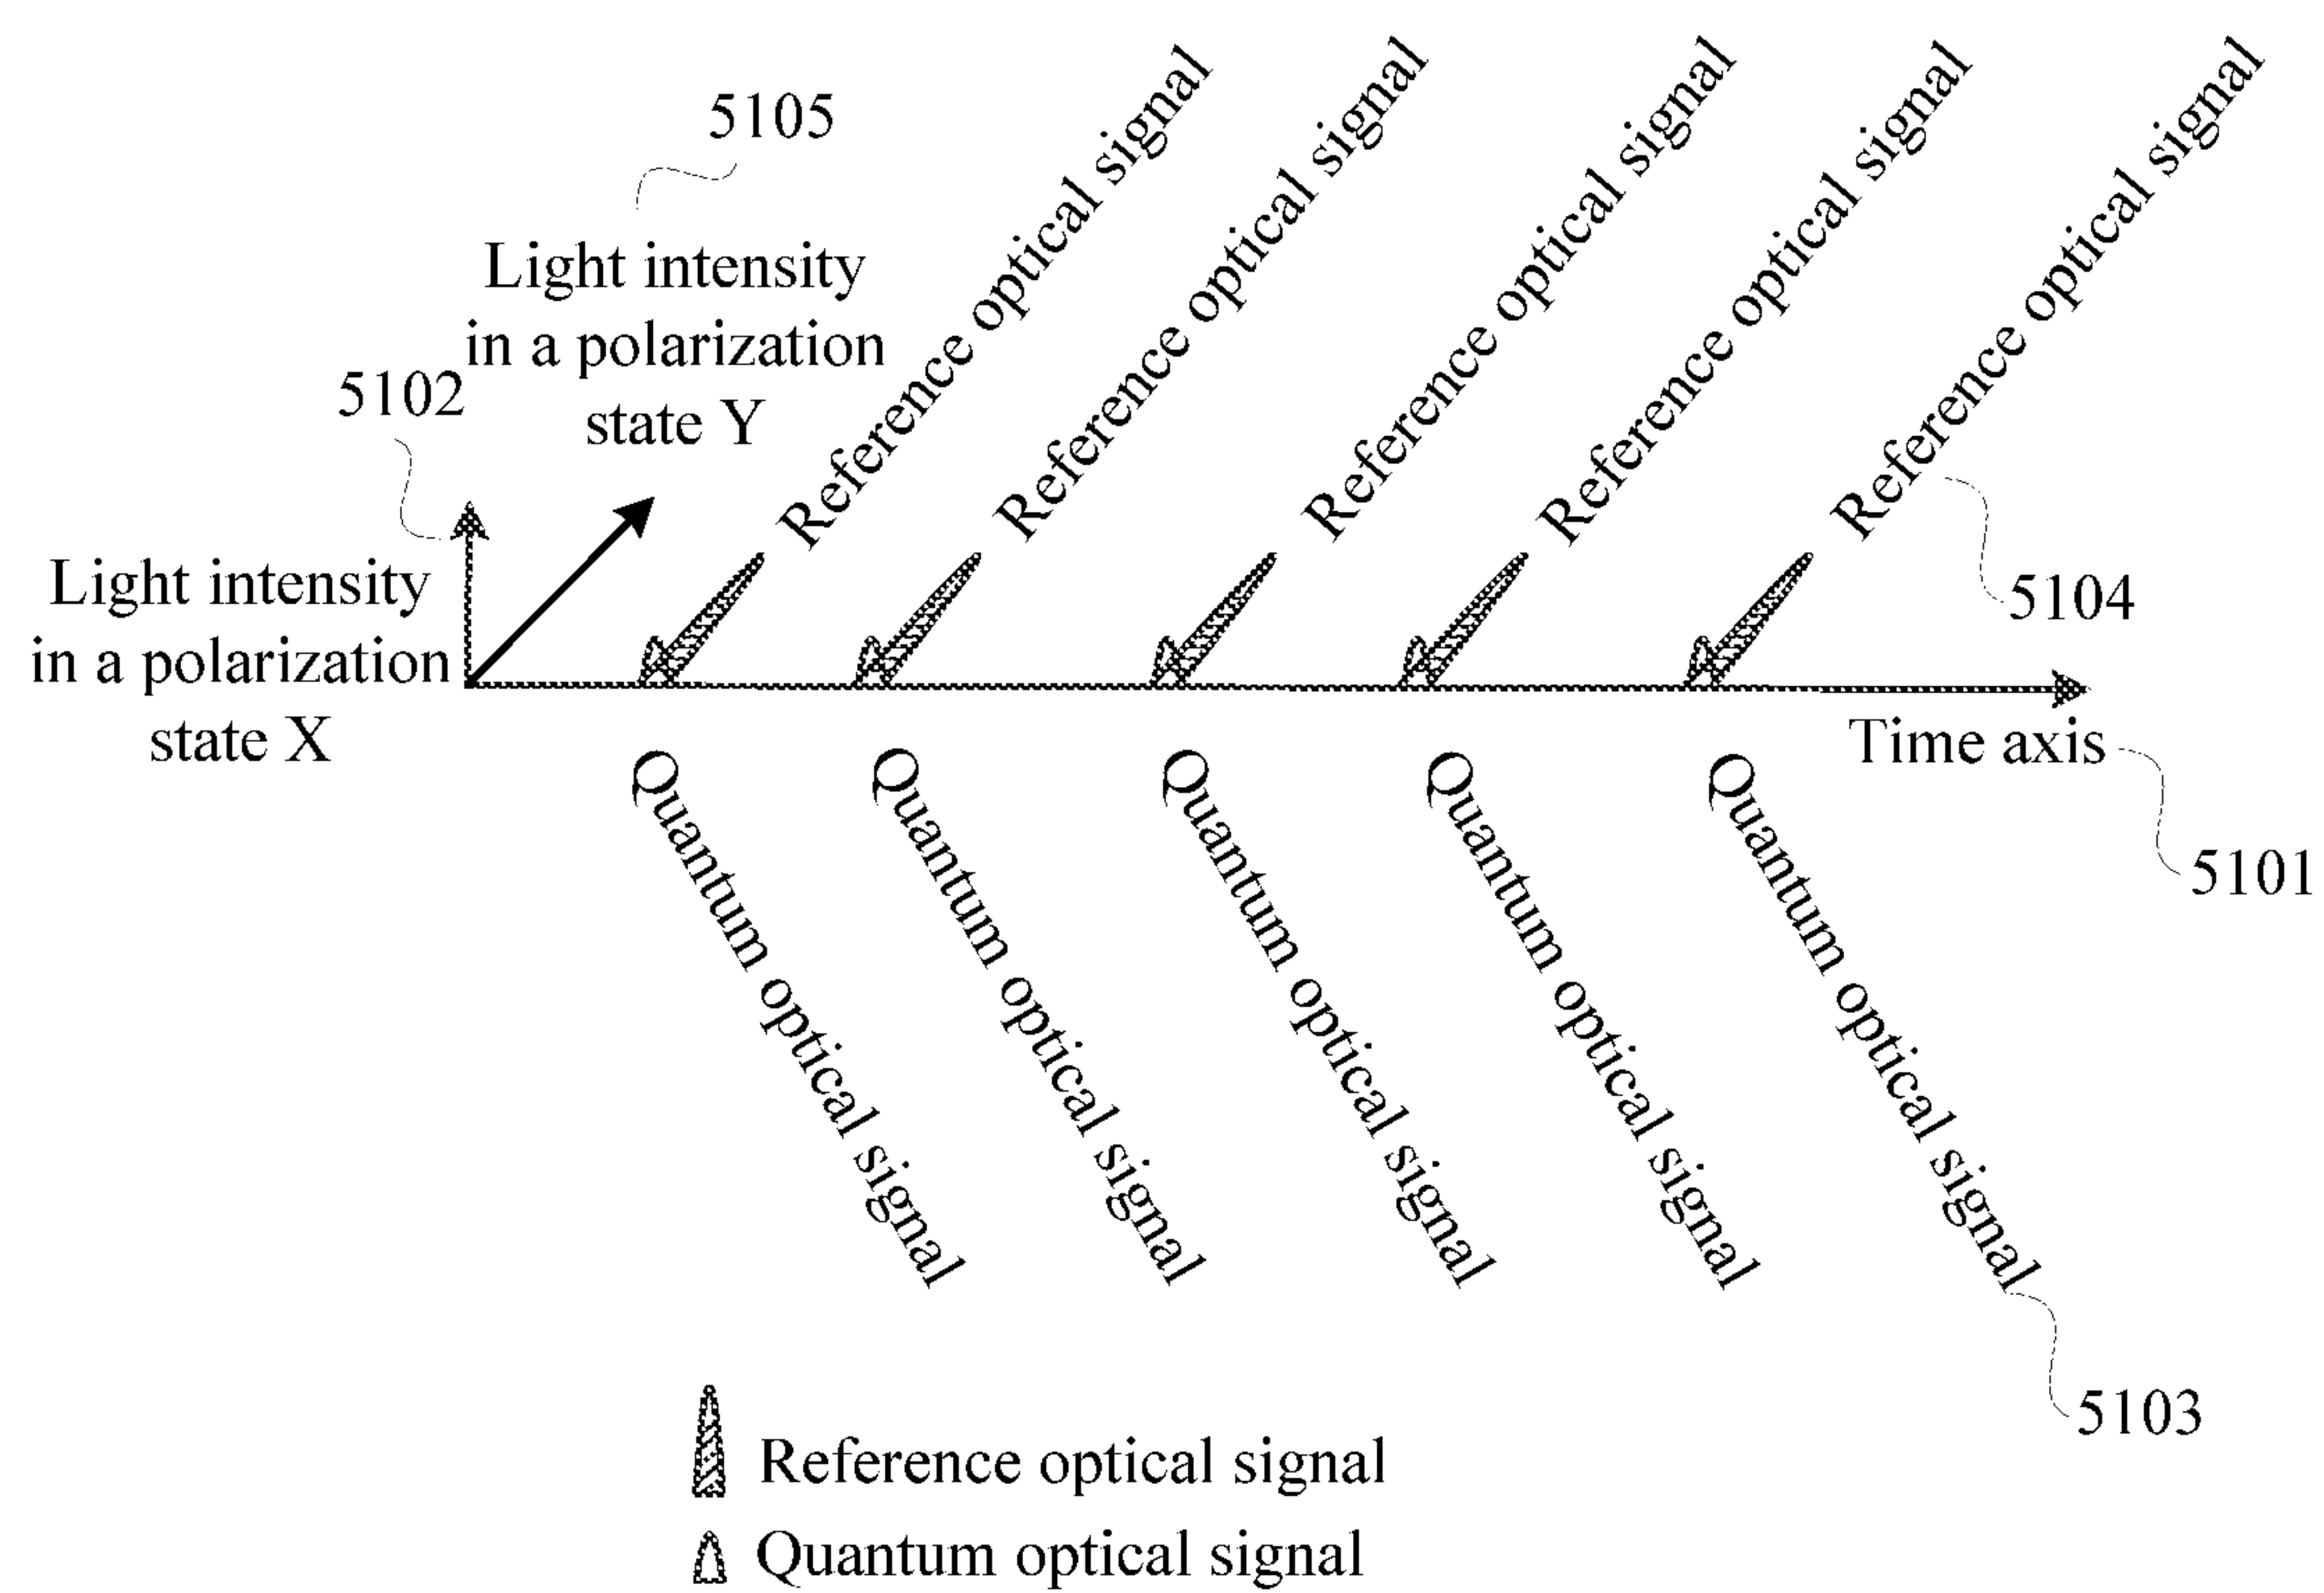 5105
Light intensity
in a polarization
state Y
5102
Light intensity
in a polarization
state X
Reference optical signal
Reference optical signal
Reference optical signal
Reference optical signal
Reference optical signal
5104
Time axis
5101
Quantum optical signal
Quantum optical signal
Quantum optical signal
Quantum optical signal
Quantum optical signal
5103
Reference optical signal
Quantum optical signal